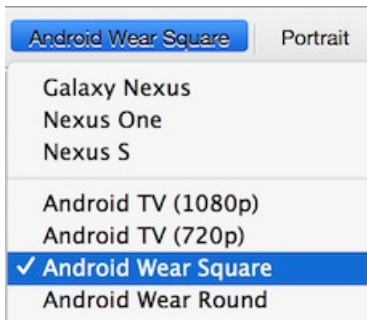 Android Wear Square Portrait
Galaxy Nexus
Nexus One
Nexus S
Android TV (1080p)
Android TV (720p)
✓ Android Wear Square
Android Wear Round